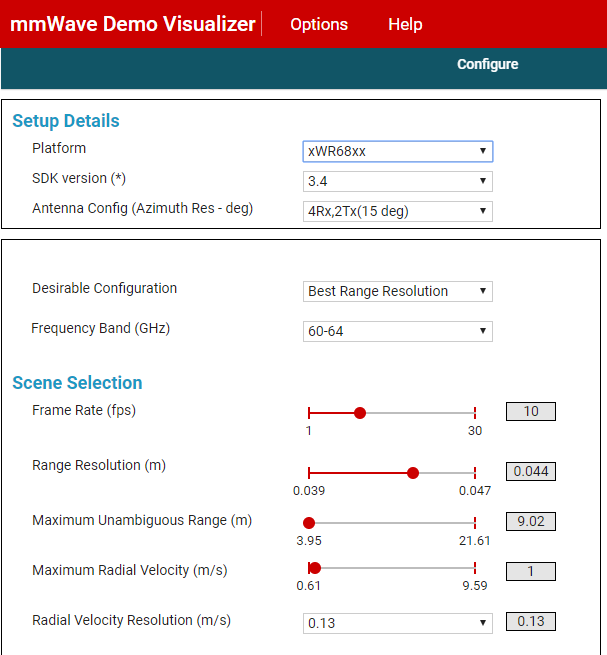 mmWave Demo Visualizer Options Help
Configure
Setup Details
Platform xWR68xx
SDK version (*) 3.4
Antenna Config (Azimuth Res - deg) 4Rx,2Tx(15 deg)
Desirable Configuration Best Range Resolution
Frequency Band (GHz) 60-64
Scene Selection
Frame Rate (fps) 10
1 30
Range Resolution (m) 0.044
0.039 0.047
Maximum Unambiguous Range (m) 9.02
3.95 21.61
Maximum Radial Velocity (m/s) 1
0.61 9.59
Radial Velocity Resolution (m/s) 0.13 0.13